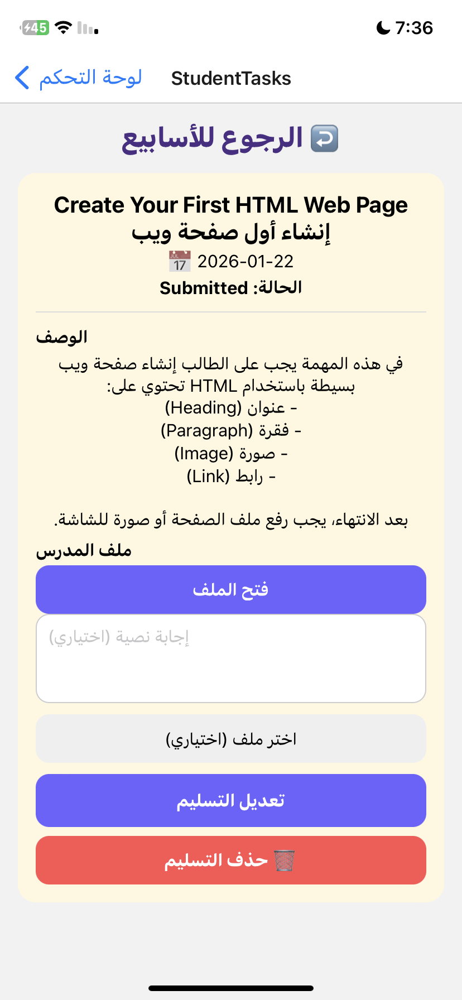 45
7:36
لوحة التحكم
StudentTasks
الرجوع للأسابيع
Create Your First HTML Web Page
إنشاء أول صفحة ويب
JUL 17 2026-01-22
الحالة: Submitted
الوصف
في هذه المهمة يجب على الطالب إنشاء صفحة ويب
بسيطة باستخدام HTML تحتوي على:
- عنوان (Heading)
- فقرة (Paragraph)
- صورة (Image)
- رابط (Link)
بعد الانتهاء، يجب رفع ملف الصفحة أو صورة للشاشة.
ملف المدرس
فتح الملف
إجابة نصية (اختياري)
اختر ملف (اختياري)
تعديل التسليم
حذف التسليم